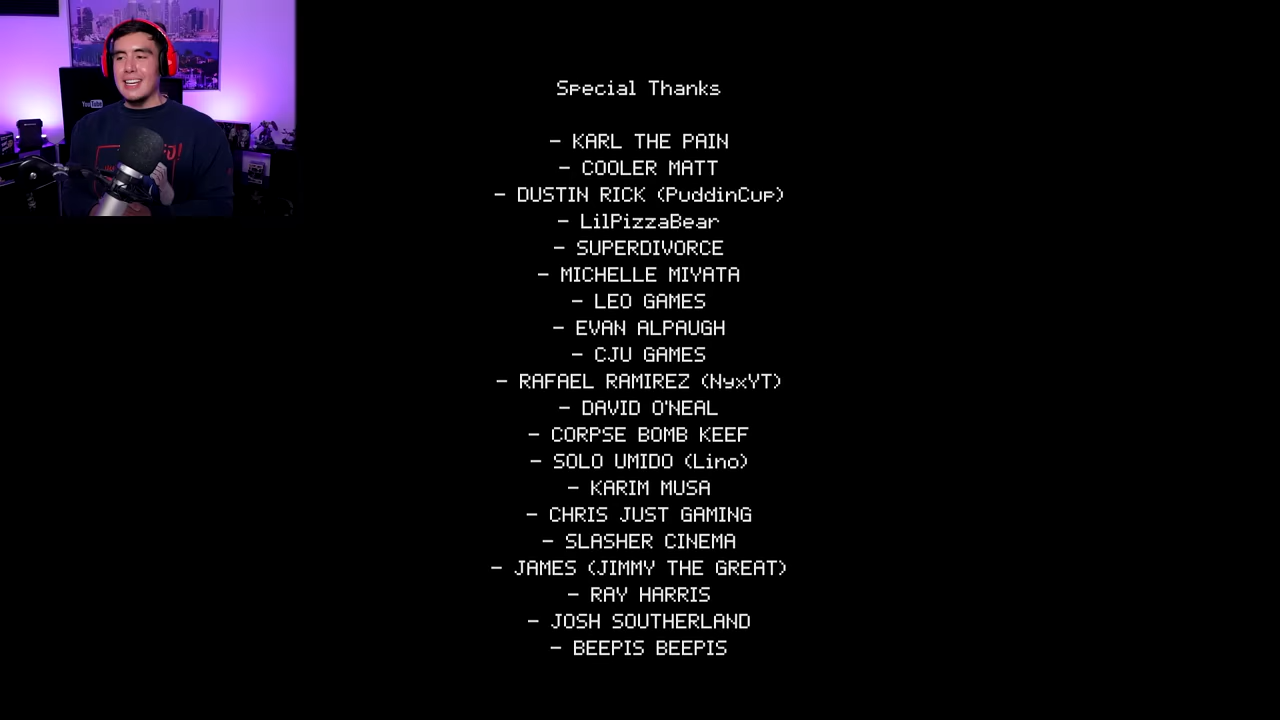 YouTube
Special Thanks
- KARL THE PAIN
- COOLER MATT
- DUSTIN RICK (PuddinCup)
- LilPizzaBear
- SUPERDIVORCE
- MICHELLE MIYATA
- LEO GAMES
- EVAN ALPAUGH
- CJU GAMES
- RAFAEL RAMIREZ (NyxYT)
- DAVID O'NEAL
- CORPSE BOMB KEEF
- SOLO UMIDO (Lino)
- KARIM MUSA
- CHRIS JUST GAMING
- SLASHER CINEMA
- JAMES (JIMMY THE GREAT)
- RAY HARRIS
- JOSH SOUTHERLAND
- BEEPIS BEEPIS